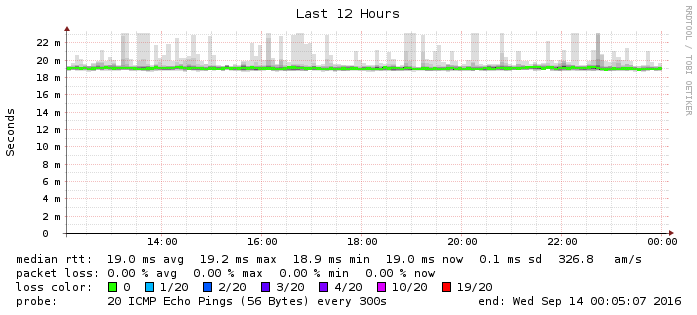 Last 12 Hours
RRDTOOL / TOBI OETIKER
Seconds
22 m
20 m
18 m
16 m
14 m
12 m
10 m
8 m
6 m
4 m
2 m
0
14:00 16:00 18:00 20:00 22:00 00:00
median rtt: 19.0 ms avg 19.2 ms max 18.9 ms min 19.0 ms now 0.1 ms sd 326.8 am/s
packet loss: 0.00 % avg 0.00 % max 0.00 % min 0.00 % now
loss color: 0 1/20 2/20 3/20 4/20 10/20 19/20
probe: 20 ICMP Echo Pings (56 Bytes) every 300s end: Wed Sep 14 00:05:07 2016